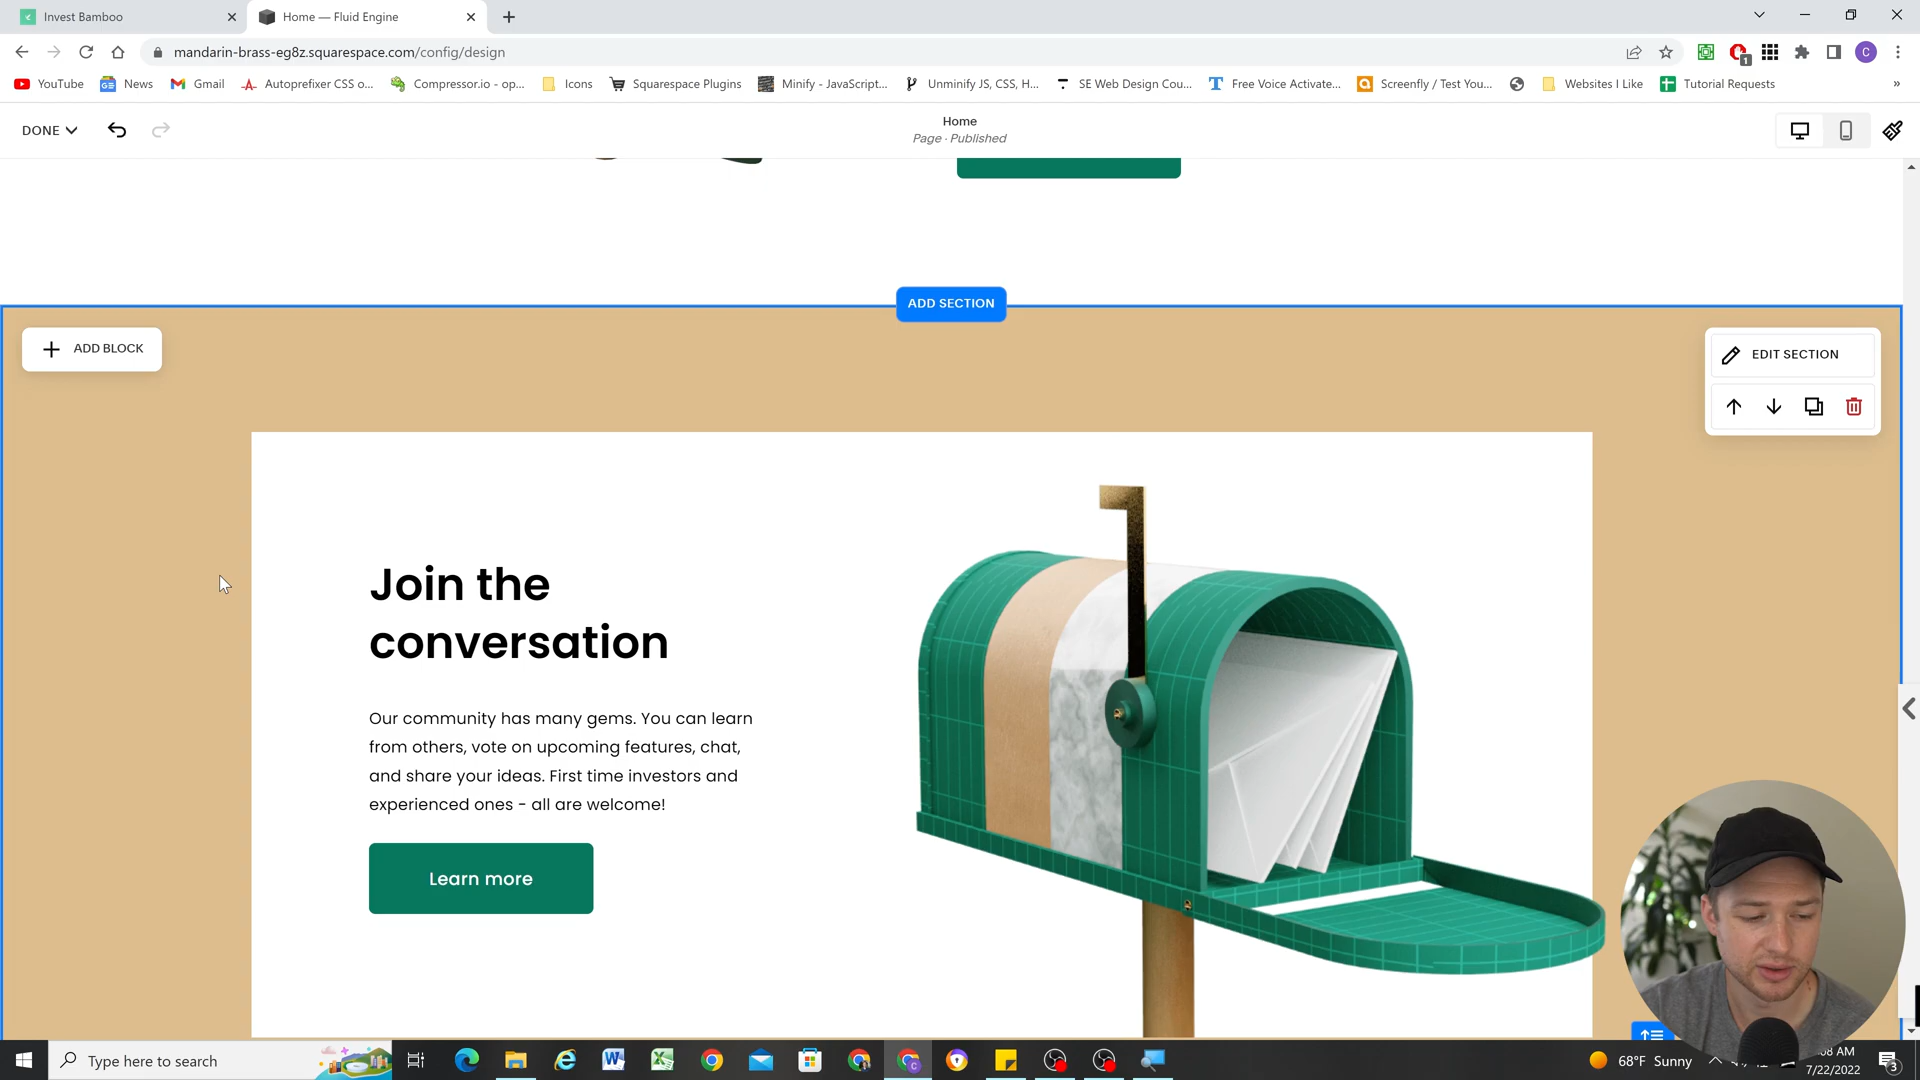 Invest Bamboo
Home — Fluid Engine
mandarin-brass-eg8z.squarespace.com/config/design
1
C
YouTube
News
Gmail
Autoprefixer CSS o...
Compressor.io - op...
Icons
Squarespace Plugins
Minify - JavaScript...
Unminify JS, CSS, H...
SE Web Design Cou...
Free Voice Activate...
Screenfly / Test You...
Websites I Like
Tutorial Requests
»
DONE
Home
Page · Published
ADD SECTION
ADD BLOCK
EDIT SECTION
Join the
conversation
Our community has many gems. You can learn
from others, vote on upcoming features, chat,
and share your ideas. First time investors and
experienced ones - all are welcome!
Learn more
Type here to search
68°F Sunny
:08 AM
7/22/2022
3